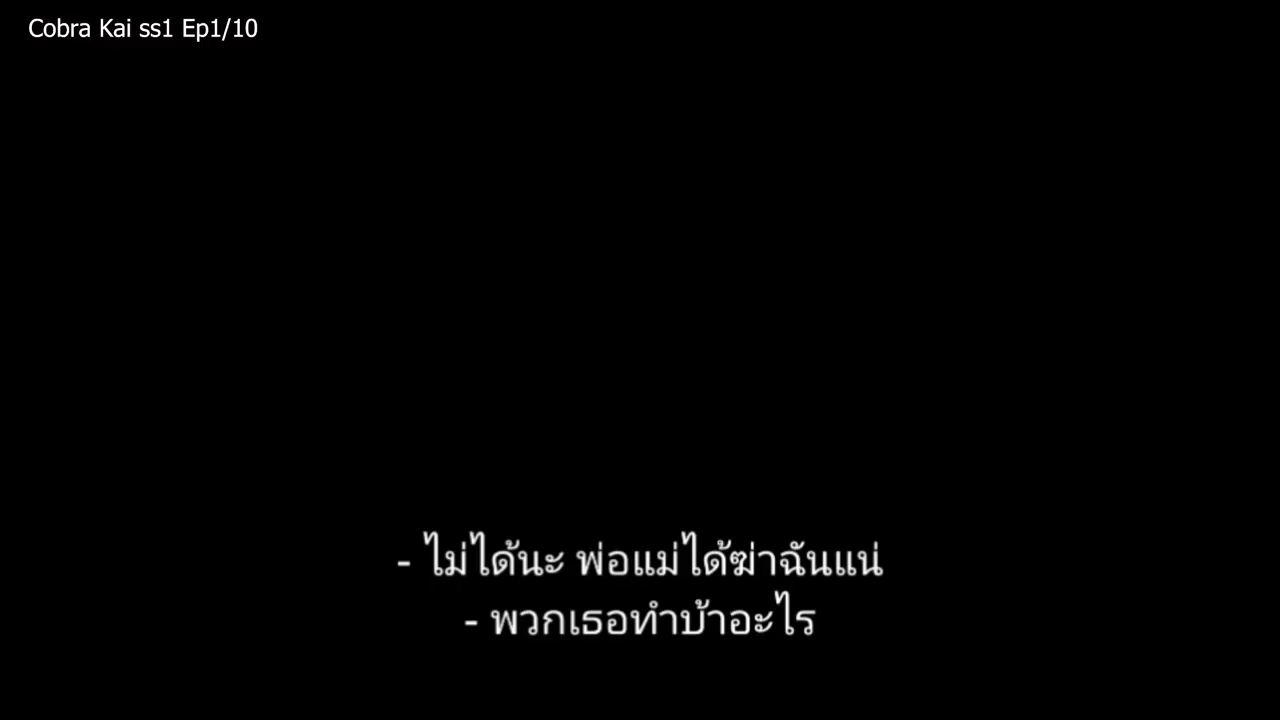 Cobra Kai ss1 Ep1/10
- ไม่ได้นะ พ่อแม่ได้ฆ่าฉันแน่
- พวกเธอทำบ้าอะไร